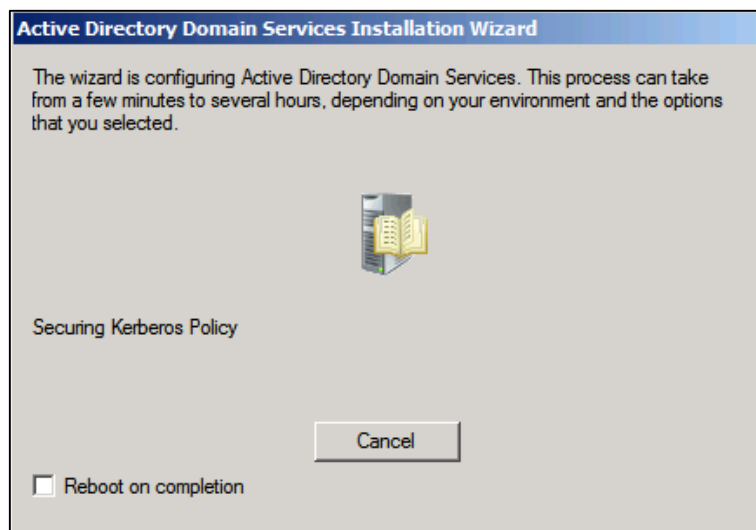 Active Directory Domain Services Installation Wizard
The wizard is configuring Active Directory Domain Services. This process can take
from a few minutes to several hours, depending on your environment and the options
that you selected.
Securing Kerberos Policy
Cancel
Reboot on completion